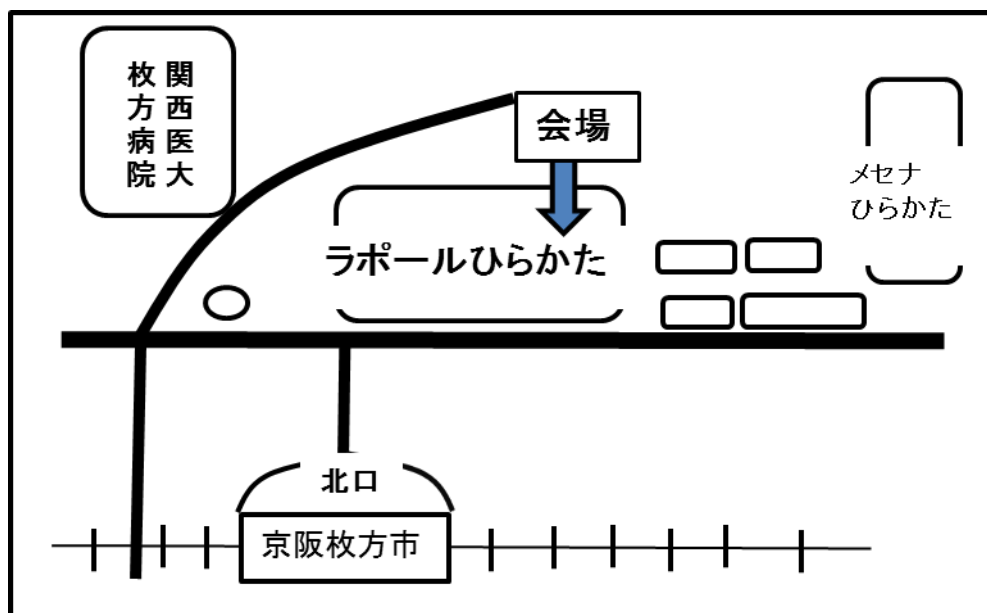 関西医大
枚方病院
会場
メセナ
ひらかた
ラポールひらかた
北口
京阪枚方市